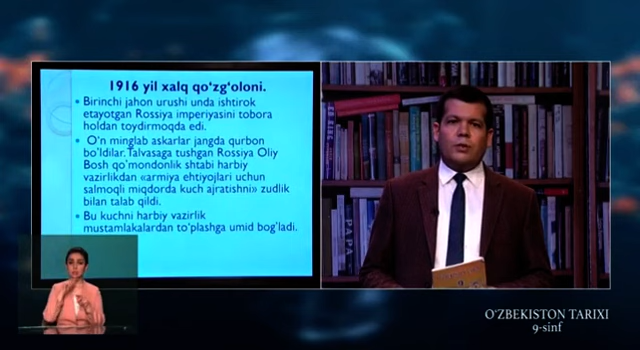 1916 yil xalq qo‘zg‘oloni.
• Birinchi jahon urushi unda ishtirok
etayotgan Rossiya imperiyasini tobora
holdan toydirmoqda edi.
• O‘n minglab askarlar jangda qurbon
bo‘ldilar. Talvasaga tushgan Rossiya Oliy
Bosh qo‘mondonlik shtabi harbiy
vazirlikdan «armiya ehtiyojlari uchun
salmoqli miqdorda kuch ajratishni» zudlik
bilan talab qildi.
• Bu kuchni harbiy vazirlik
mustamlakalardan to‘plashga umid bog‘ladi.
PAPA
O‘ZBEKISTON TARIXI
9-sinf